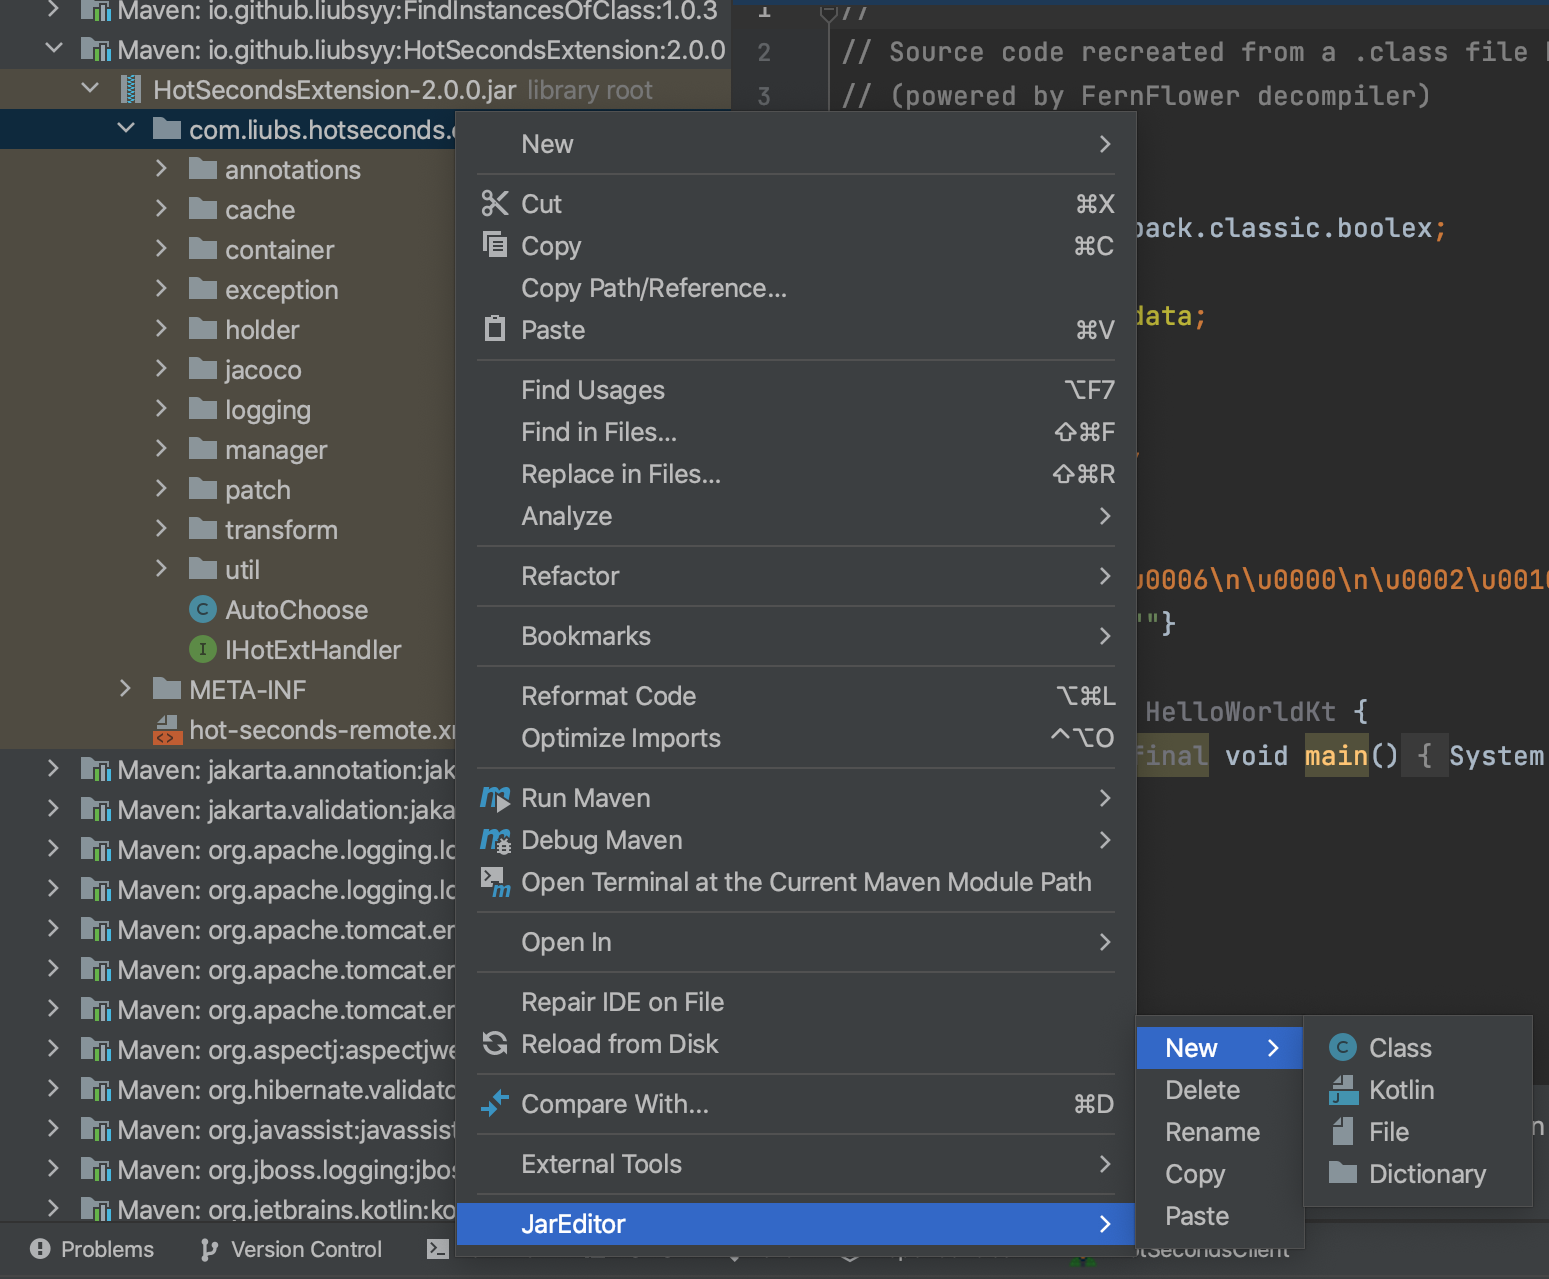 Maven: io.github.liubsyy:FindInstancesOfClass:1.0.3
Maven: io.github.liubsyy:HotSecondsExtension:2.0.0
HotSecondsExtension-2.0.0.jar library root
com.liubs.hotseconds.
annotations
cache
container
exception
holder
jacoco
logging
manager
patch
transform
util
AutoChoose
IHotExtHandler
META-INF
hot-seconds-remote.
Maven: jakarta.annotation:jak
Maven: jakarta.validation:jaka
Maven: org.apache.logging.lo
Maven: org.apache.logging.lo
Maven: org.apache.tomcat.er
Maven: org.apache.tomcat.er
Maven: org.apache.tomcat.er
Maven: org.aspectj:aspectjwe
Maven: org.hibernate.validato
Maven: org.javassist:javassist
Maven: org.jboss.logging:jbos
Maven: org.jetbrains.kotlin:ko
Problems
Version Control
1 //
2 // Source code recreated from a .class file
3 // (powered by FernFlower decompiler)
pack.classic.boolex;
data;
u0006\n\u0000\n\u0002\u001
""}
HelloWorldKt {
final void main() { System
New
Cut ⌘X
Copy ⌘C
Copy Path/Reference...
Paste ⌘V
Find Usages ⌥F7
Find in Files... ⇧⌘F
Replace in Files... ⇧⌘R
Analyze
Refactor
Bookmarks
Reformat Code ⌥⌘L
Optimize Imports ^⌥O
Run Maven
Debug Maven
Open Terminal at the Current Maven Module Path
Open In
Repair IDE on File
Reload from Disk
Compare With... ⌘D
External Tools
JarEditor
New
Delete
Rename
Copy
Paste
Class
Kotlin
File
Dictionary
otSecondsClient